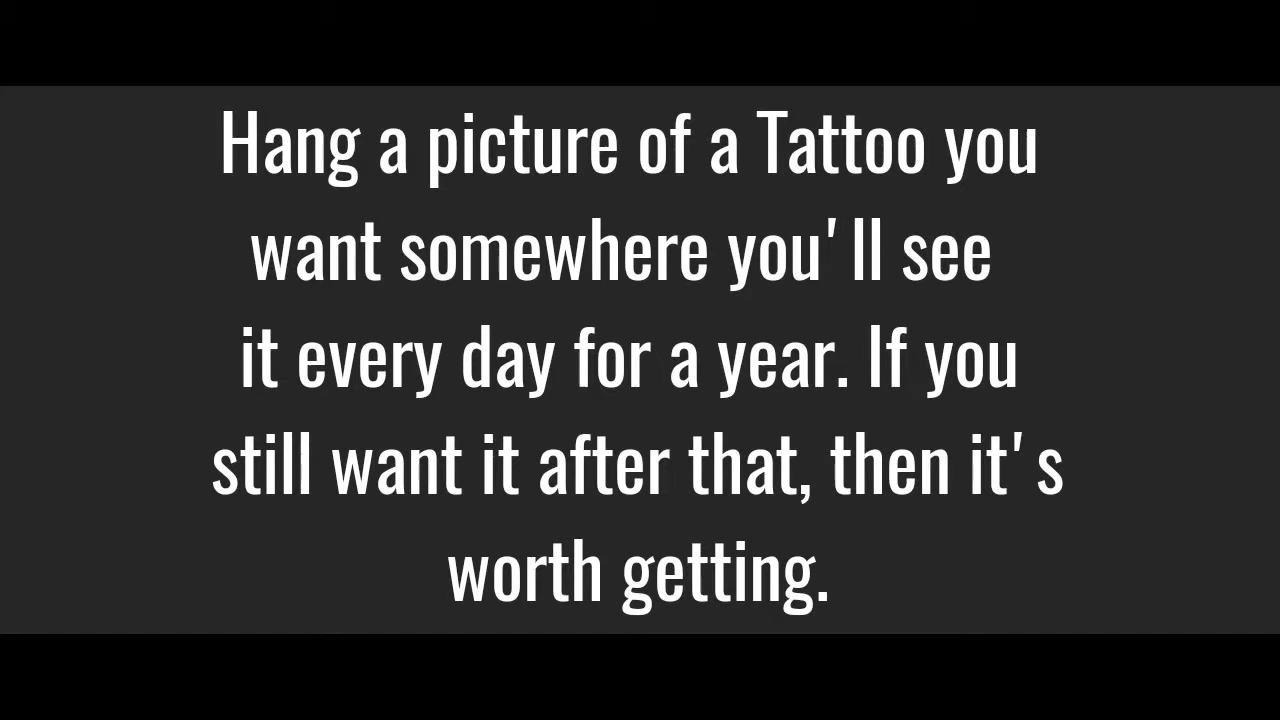 Hang a picture of a Tattoo you
want somewhere you'll see
it every day for a year. If you
still want it after that, then it's
worth getting.